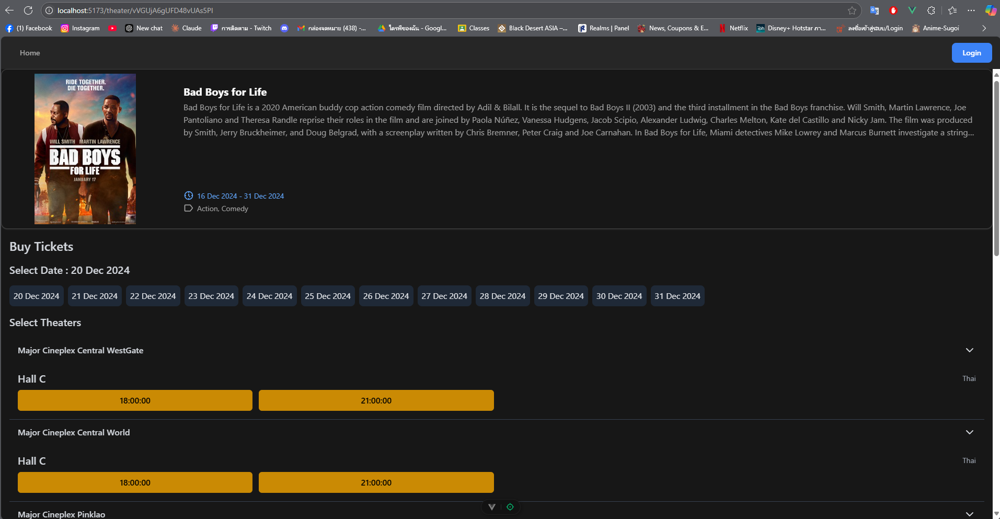 localhost:5173/theater/vVGUjA6gUFD48vUAs5PI
(1) Facebook
Instagram
New chat
Claude
การติดตาม - Twitch
กล่องจดหมาย (438) -...
ไดรฟ์ของฉัน - Googl...
Classes
Black Desert ASIA –...
Realms | Panel
News, Coupons & E...
Netflix
Disney+ Hotstar ภา...
ลงชื่อเข้าสู่ระบบ/Login
Anime-Sugoi
Home
Login
RIDE TOGETHER.
DIE TOGETHER.
WILL SMITH MARTIN LAWRENCE
BAD BOYS
FOR LIFE
JANUARY 17
Bad Boys for Life
Bad Boys for Life is a 2020 American buddy cop action comedy film directed by Adil & Bilall. It is the sequel to Bad Boys II (2003) and the third installment in the Bad Boys franchise. Will Smith, Martin Lawrence, Joe
Pantoliano and Theresa Randle reprise their roles in the film and are joined by Paola Núñez, Vanessa Hudgens, Jacob Scipio, Alexander Ludwig, Charles Melton, Kate del Castillo and Nicky Jam. The film was produced
by Smith, Jerry Bruckheimer, and Doug Belgrad, with a screenplay written by Chris Bremner, Peter Craig and Joe Carnahan. In Bad Boys for Life, Miami detectives Mike Lowrey and Marcus Burnett investigate a string...
16 Dec 2024 - 31 Dec 2024
Action, Comedy
Buy Tickets
Select Date : 20 Dec 2024
20 Dec 2024
21 Dec 2024
22 Dec 2024
23 Dec 2024
24 Dec 2024
25 Dec 2024
26 Dec 2024
27 Dec 2024
28 Dec 2024
29 Dec 2024
30 Dec 2024
31 Dec 2024
Select Theaters
Major Cineplex Central WestGate
Hall C
Thai
18:00:00
21:00:00
Major Cineplex Central World
Hall C
Thai
18:00:00
21:00:00
Major Cineplex Pinklao